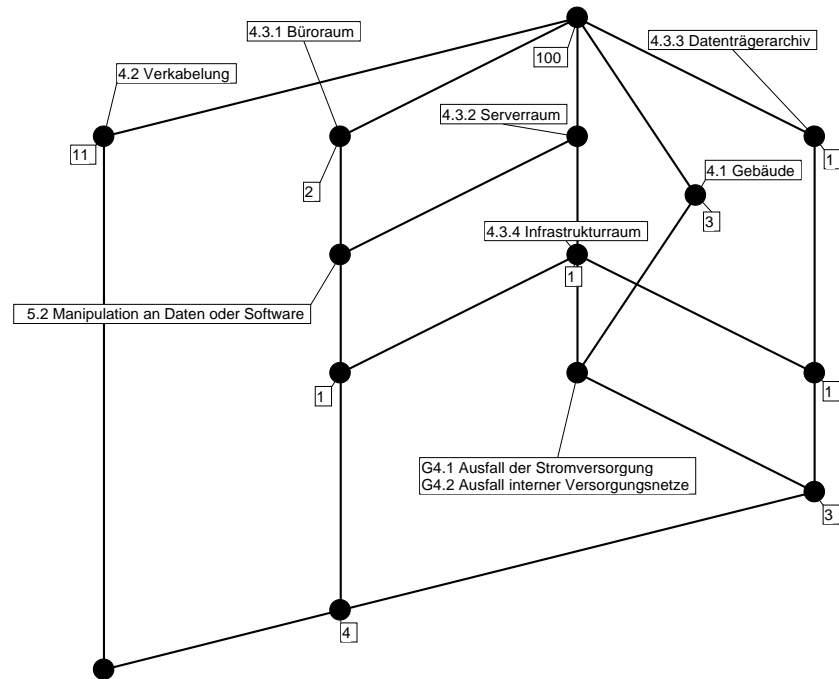 4.3.1 Büroraum
4.3.3 Datenträgerarchiv
100
4.2 Verkabelung
4.3.2 Serverraum
11
1
4.1 Gebäude
2
3
4.3.4 Infrastrukturraum
1
5.2 Manipulation an Daten oder Software
1
1
G4.1 Ausfall der Stromversorgung
G4.2 Ausfall interner Versorgungsnetze
3
4